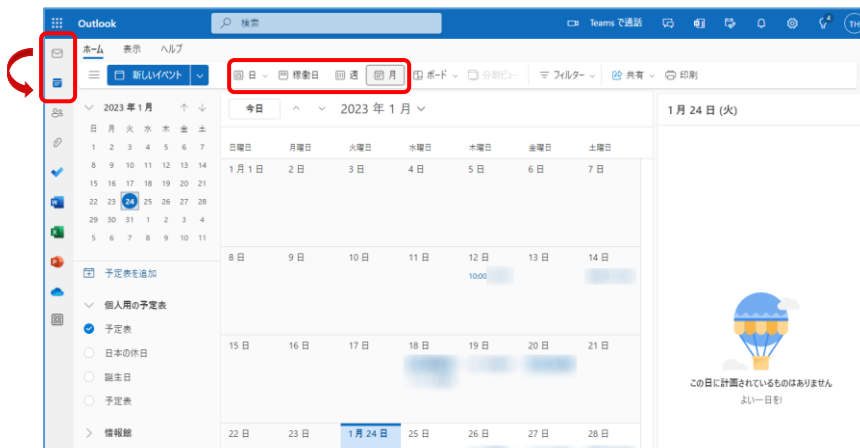 Outlook
検索
Teams で通話
4
TH
ホーム 表示 ヘルプ
新しいイベント 日 稼働日 週 月 ボード 分割ビュー フィルター 共有 印刷
2023 年 1 月
日 月 火 水 木 金 土
1 2 3 4 5 6 7
8 9 10 11 12 13 14
15 16 17 18 19 20 21
22 23 24 25 26 27 28
29 30 31 1 2 3 4
5 6 7 8 9 10 11
予定表を追加
個人用の予定表
予定表
日本の休日
誕生日
予定表
情報館
今日 2023 年 1 月
日曜日 月曜日 火曜日 水曜日 木曜日 金曜日 土曜日
1 月 1 日 2 日 3 日 4 日 5 日 6 日 7 日
8 日 9 日 10 日 11 日 12 日 13 日 14 日
10:00
15 日 16 日 17 日 18 日 19 日 20 日 21 日
22 日 23 日 1 月 24 日 25 日 26 日 27 日 28 日
1 月 24 日 (火)
この日に計画されているものはありません
よい一日を!